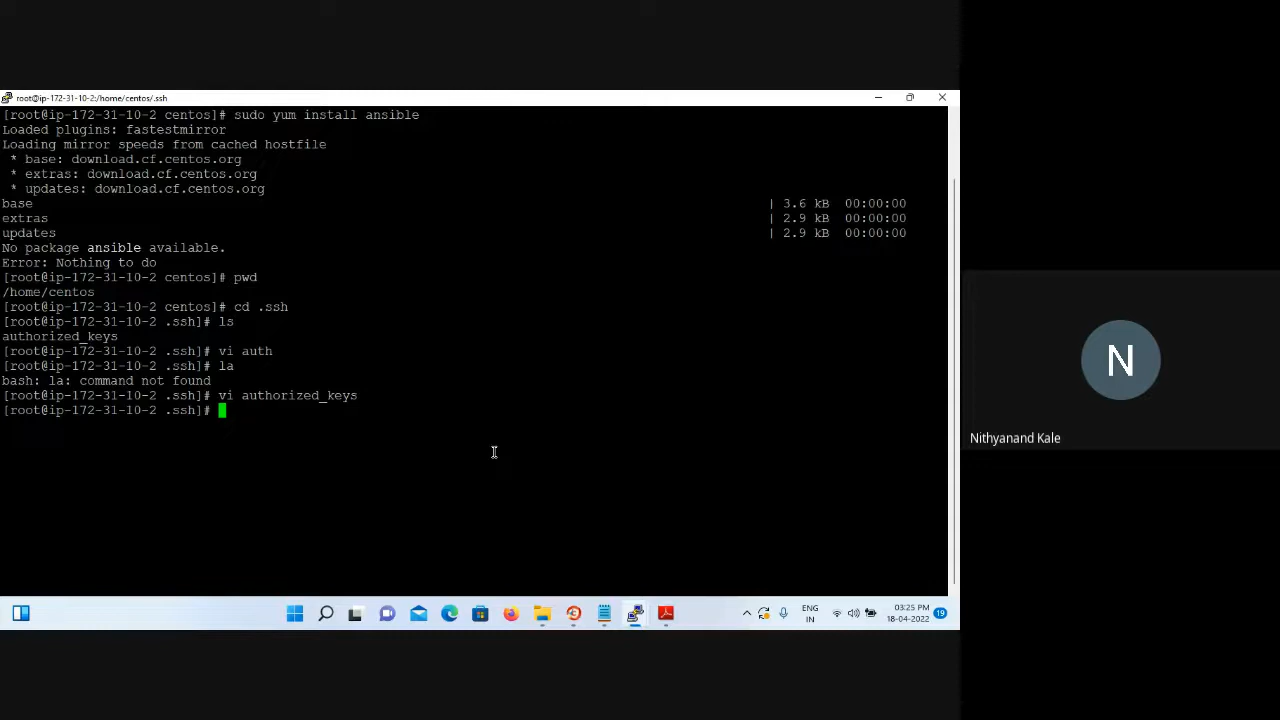 root@ip-172-31-10-2:/home/centos/.ssh
[root@ip-172-31-10-2 centos]# sudo yum install ansible
Loaded plugins: fastestmirror
Loading mirror speeds from cached hostfile
* base: download.cf.centos.org
* extras: download.cf.centos.org
* updates: download.cf.centos.org
base | 3.6 kB 00:00:00
extras | 2.9 kB 00:00:00
updates | 2.9 kB 00:00:00
No package ansible available.
Error: Nothing to do
[root@ip-172-31-10-2 centos]# pwd
/home/centos
[root@ip-172-31-10-2 centos]# cd .ssh
[root@ip-172-31-10-2 .ssh]# ls
authorized_keys
[root@ip-172-31-10-2 .ssh]# vi auth
[root@ip-172-31-10-2 .ssh]# la
bash: la: command not found
[root@ip-172-31-10-2 .ssh]# vi authorized_keys
[root@ip-172-31-10-2 .ssh]#
N
Nithyanand Kale
ENG
IN
03:25 PM
18-04-2022
19